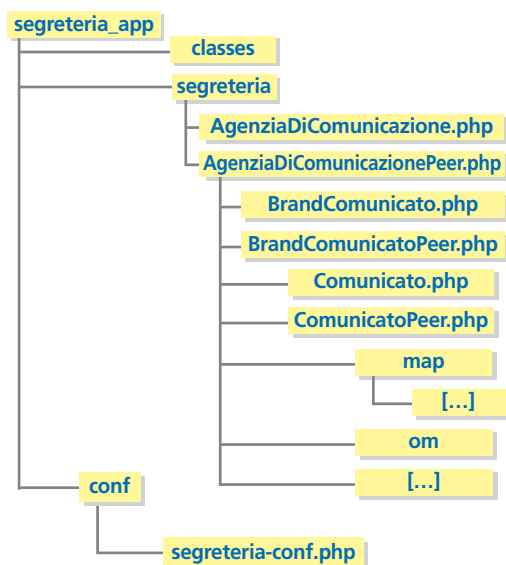 segreteria_app
classes
segreteria
AgenziaDiComunicazione.php
AgenziaDiComunicazionePeer.php
BrandComunicato.php
BrandComunicatoPeer.php
Comunicato.php
ComunicatoPeer.php
map
[...]
om
[...]
conf
segreteria-conf.php